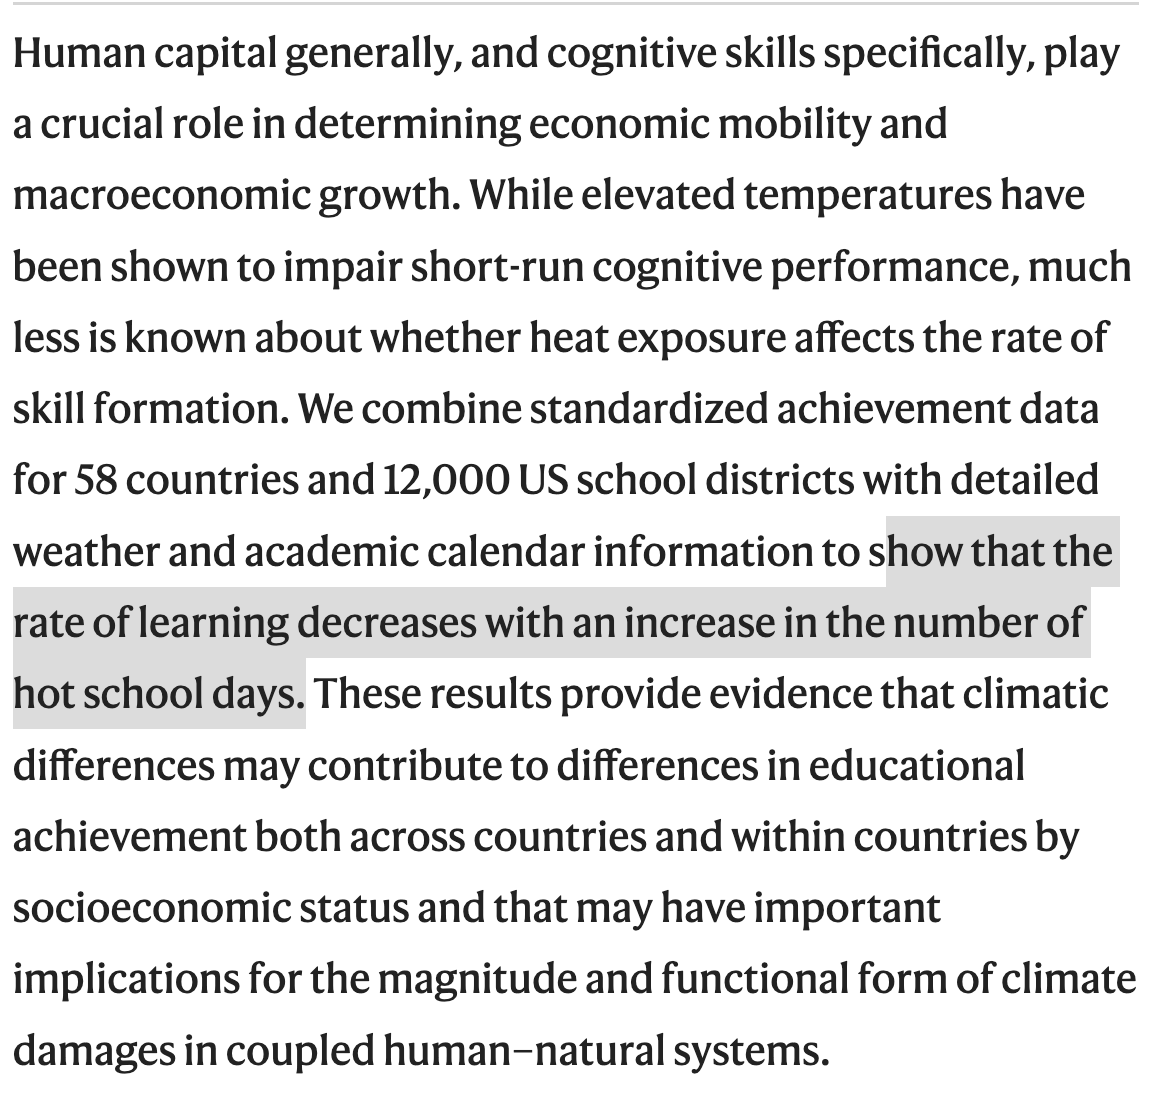 Human capital generally, and cognitive skills specifically, play
a crucial role in determining economic mobility and
macroeconomic growth. While elevated temperatures have
been shown to impair short-run cognitive performance, much
less is known about whether heat exposure affects the rate of
skill formation. We combine standardized achievement data
for 58 countries and 12,000 US school districts with detailed
weather and academic calendar information to show that the
rate of learning decreases with an increase in the number of
hot school days. These results provide evidence that climatic
differences may contribute to differences in educational
achievement both across countries and within countries by
socioeconomic status and that may have important
implications for the magnitude and functional form of climate
damages in coupled human–natural systems.